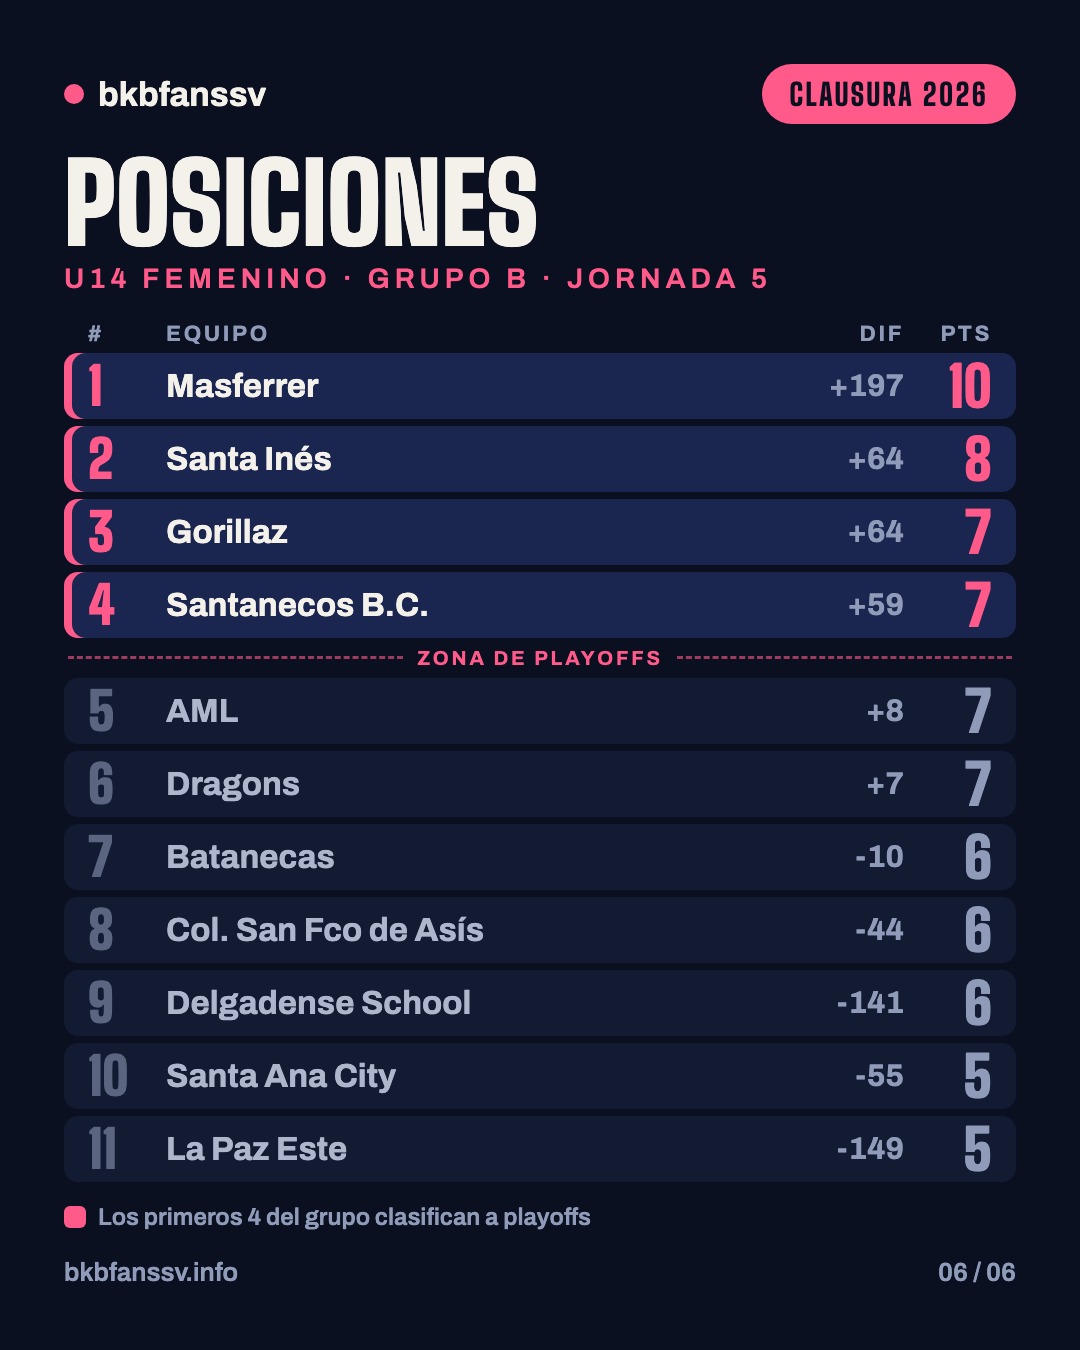 bkbfanssv
CLAUSURA 2026
POSICIONES
U14 FEMENINO · GRUPO B · JORNADA 5
# EQUIPO DIF PTS
1 Masferrer +197 10
2 Santa Inés +64 8
3 Gorillaz +64 7
4 Santanecos B.C. +59 7
ZONA DE PLAYOFFS
5 AML +8 7
6 Dragons +7 7
7 Batanecas -10 6
8 Col. San Fco de Asís -44 6
9 Delgadense School -141 6
10 Santa Ana City -55 5
11 La Paz Este -149 5
Los primeros 4 del grupo clasifican a playoffs
bkbfanssv.info 06 / 06